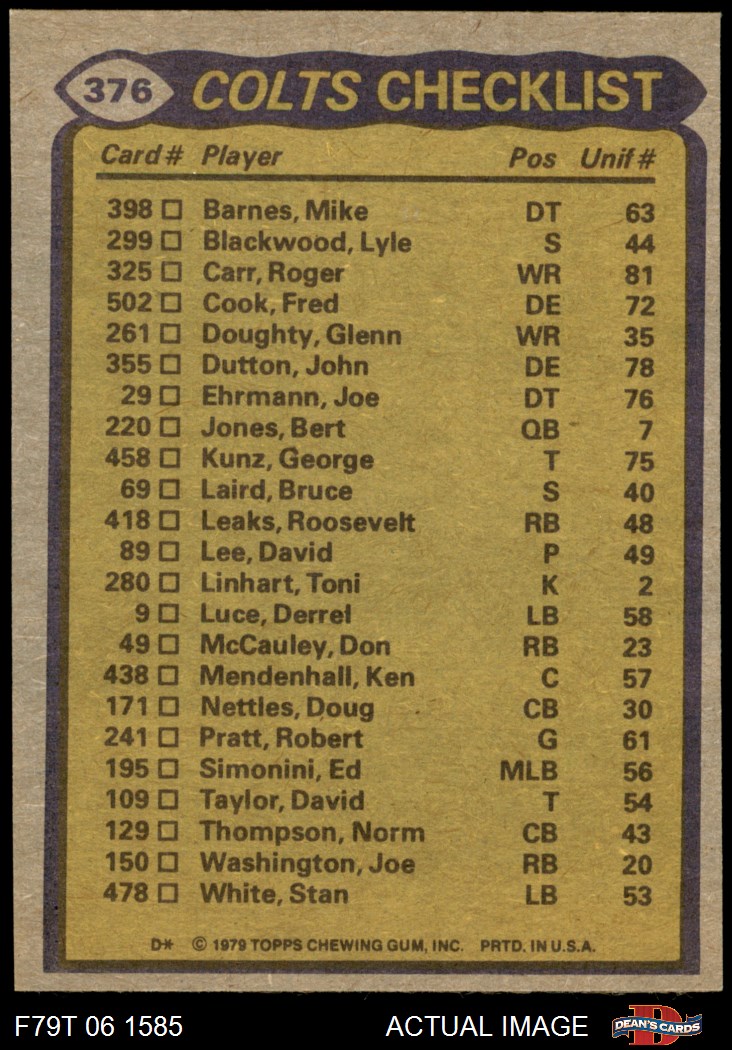 376 COLTS CHECKLIST
Card # Player Pos Unif #
398 □ Barnes, Mike DT 63
299 □ Blackwood, Lyle S 44
325 □ Carr, Roger WR 81
502 □ Cook, Fred DE 72
261 □ Doughty, Glenn WR 35
355 □ Dutton, John DE 78
29 □ Ehrmann, Joe DT 76
220 □ Jones, Bert QB 7
458 □ Kunz, George T 75
69 □ Laird, Bruce S 40
418 □ Leaks, Roosevelt RB 48
89 □ Lee, David P 49
280 □ Linhart, Toni K 2
9 □ Luce, Derrel LB 58
49 □ McCauley, Don RB 23
438 □ Mendenhall, Ken C 57
171 □ Nettles, Doug CB 30
241 □ Pratt, Robert G 61
195 □ Simonini, Ed MLB 56
109 □ Taylor, David T 54
129 □ Thompson, Norm CB 43
150 □ Washington, Joe RB 20
478 □ White, Stan LB 53
D* © 1979 TOPPS CHEWING GUM, INC. PRTD. IN U.S.A.
F79T 06 1585 ACTUAL IMAGE DEAN'S CARDS